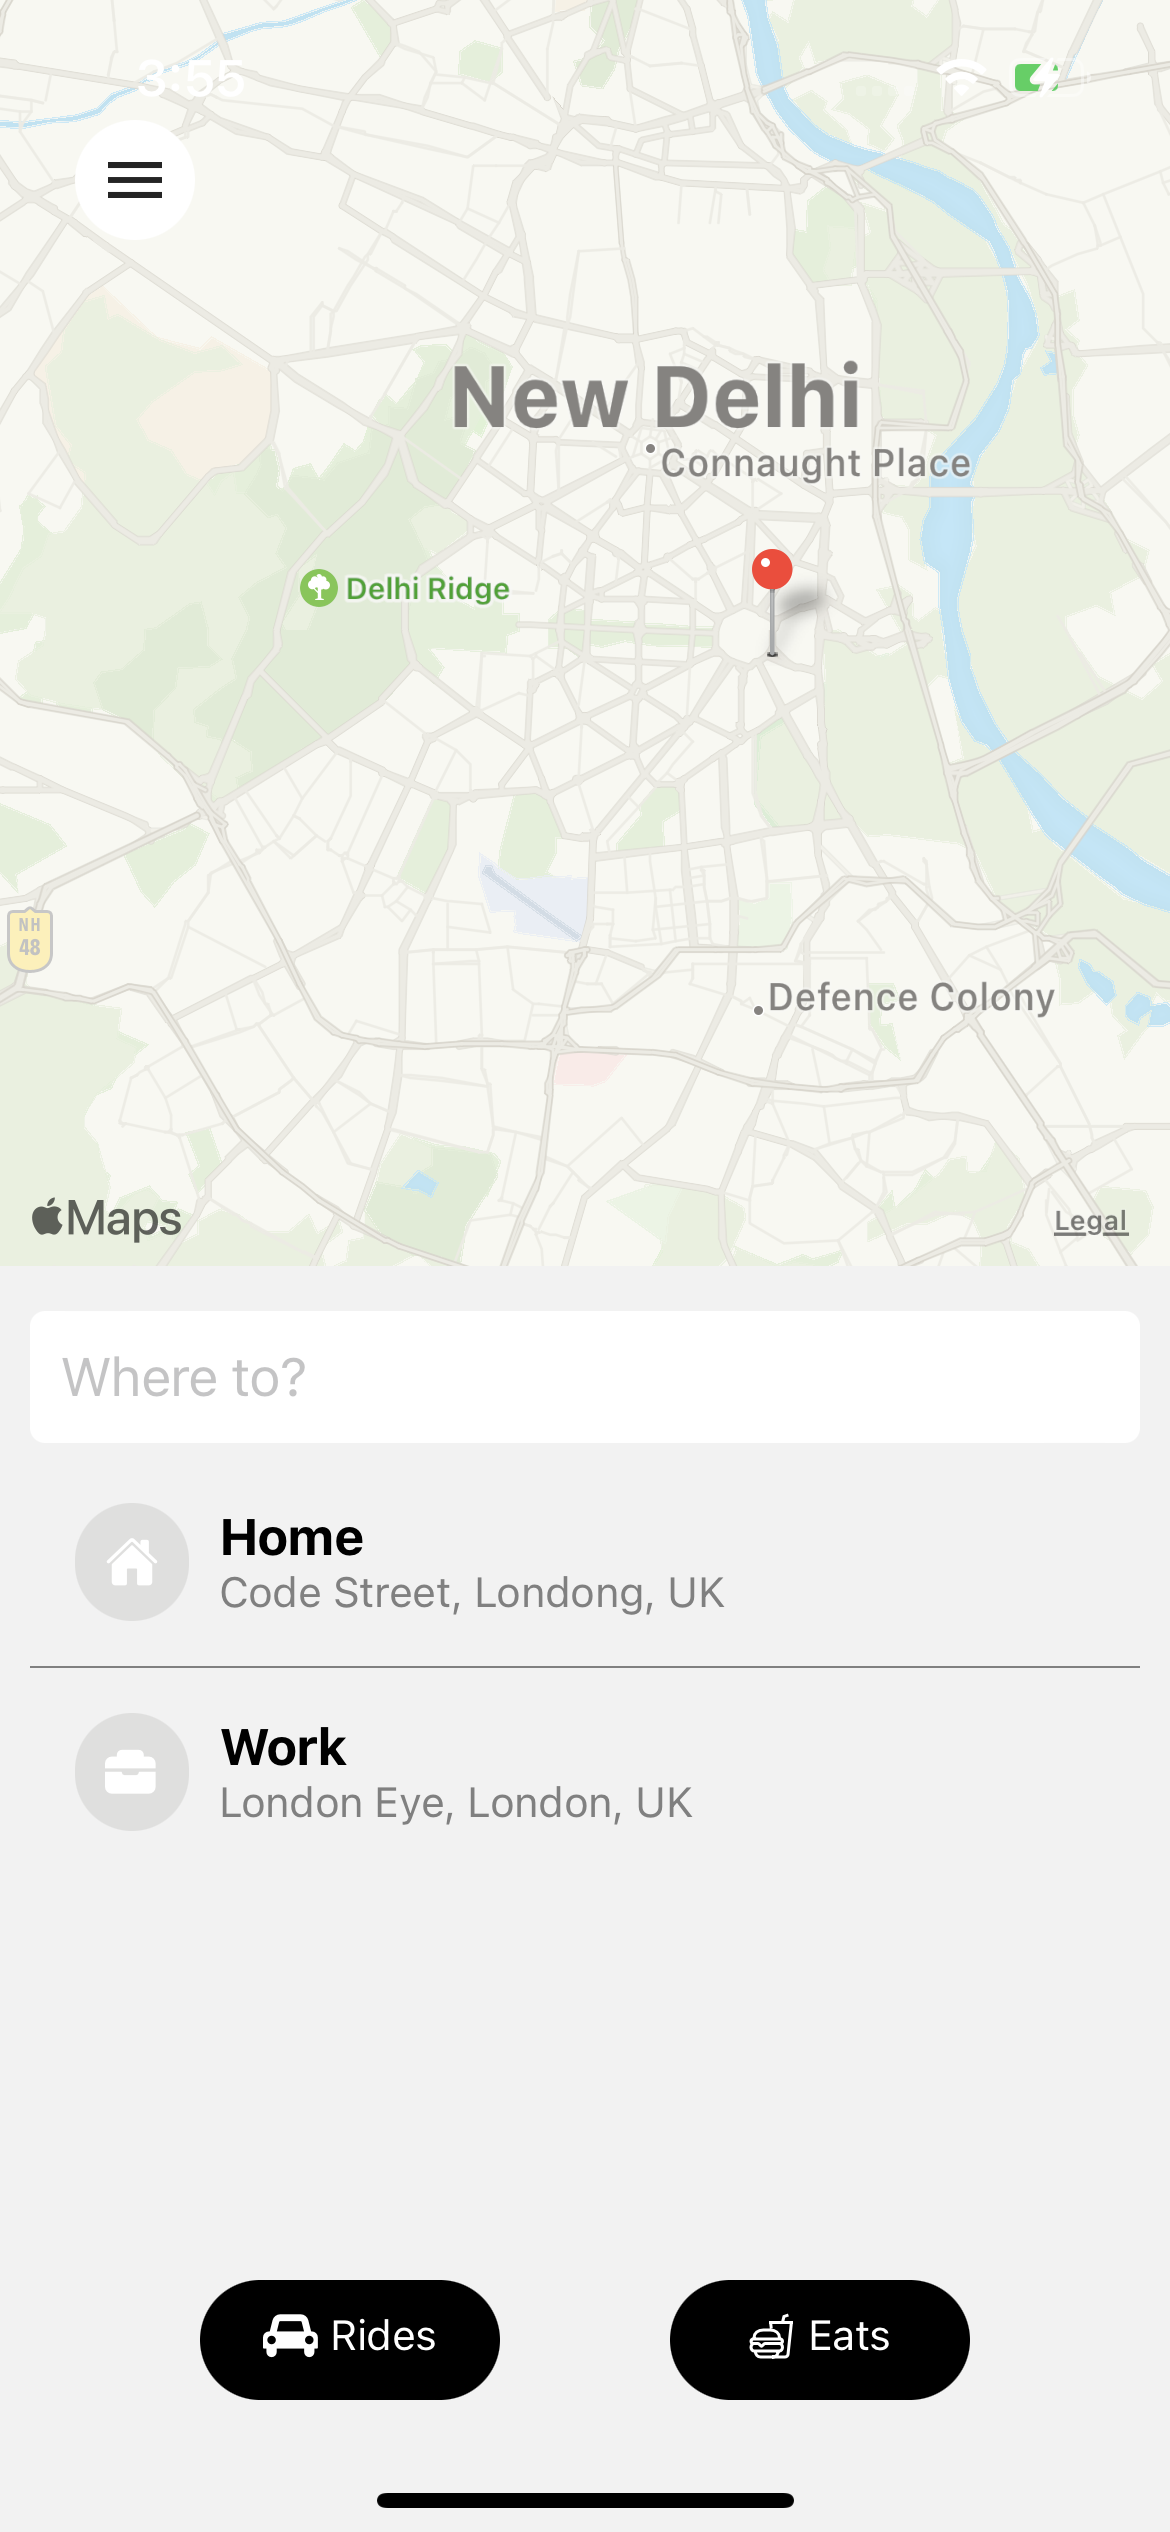 3:55
New Delhi
Connaught Place
Delhi Ridge
NH
48
Defence Colony
Maps
Legal
Where to?
Home
Code Street, Londong, UK
Work
London Eye, London, UK
Rides
Eats